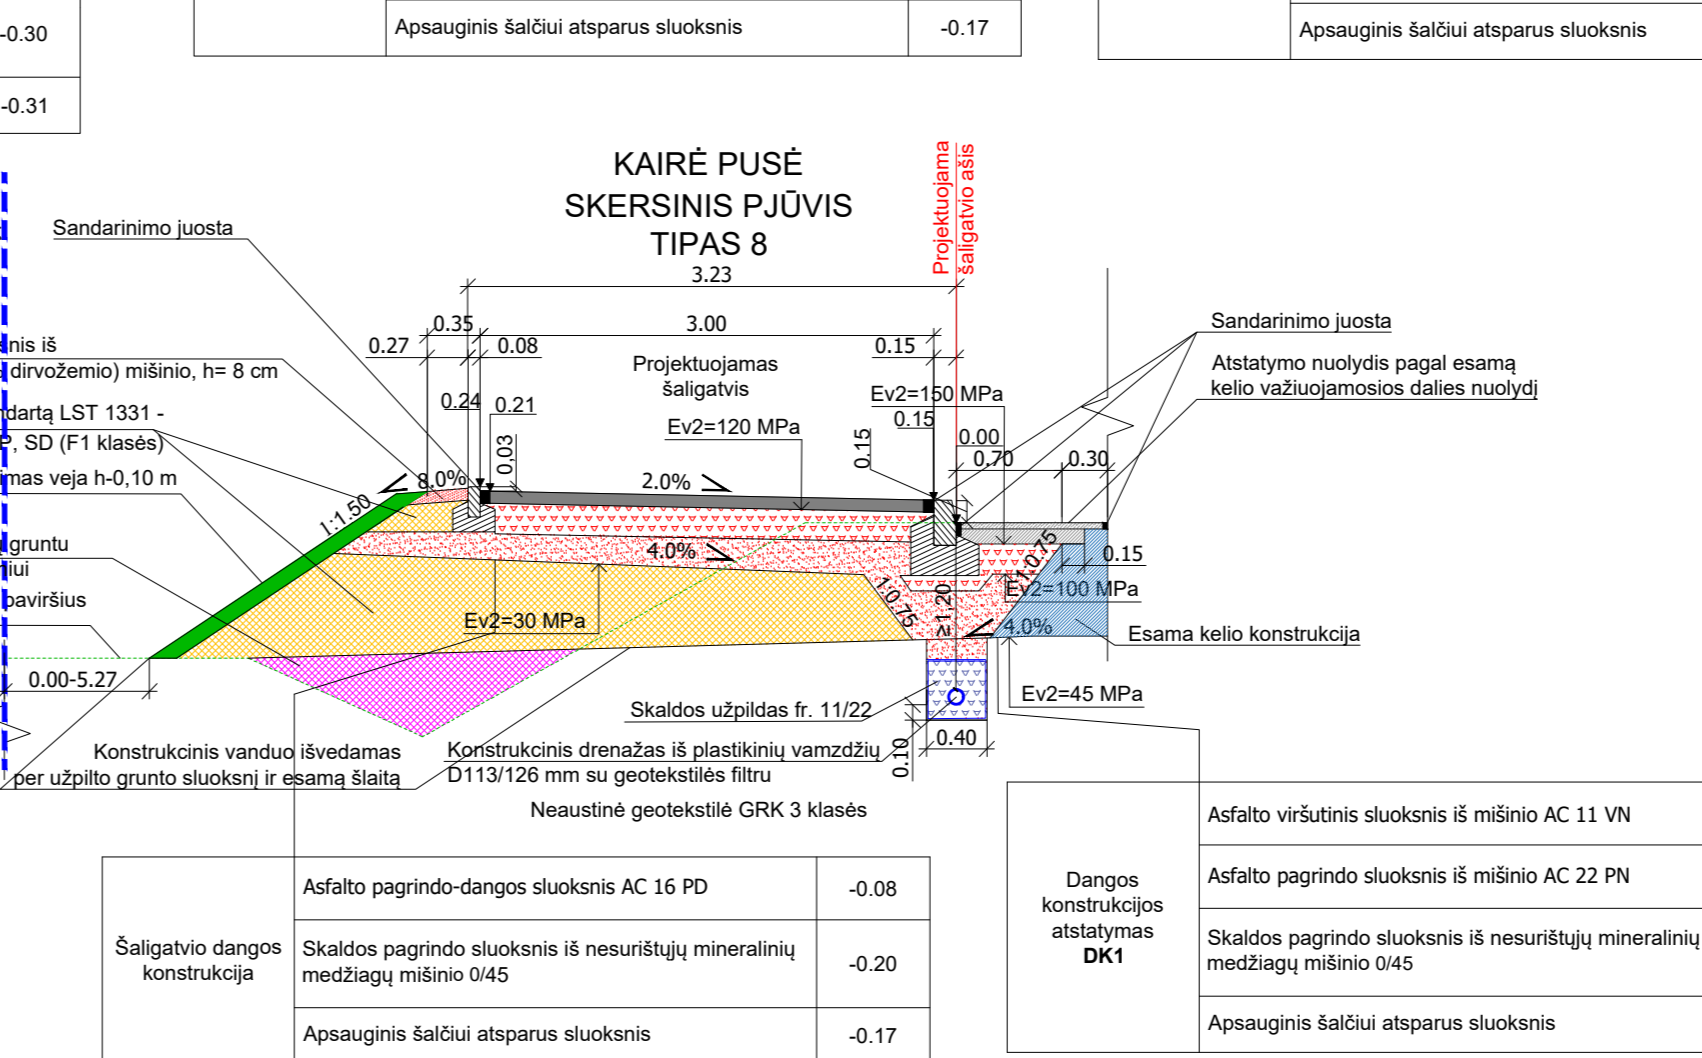 -0.30
-0.31
Apsauginis šalčiui atsparus sluoksnis -0.17
Apsauginis šalčiui atsparus sluoksnis
KAIRĖ PUSĖ
SKERSINIS PJŪVIS
TIPAS 8
Projektuojama
šaligatvio ašis
Sandarinimo juosta
3.23
0.35
3.00
0.27
0.08
0.15
Projektuojamas
šaligatvis
Sandarinimo juosta
Atstatymo nuolydis pagal esamą
kelio važiuojamosios dalies nuolydį
snis iš
dirvožemio) mišinio, h= 8 cm
ndartą LST 1331 -
P, SD (F1 klasės)
imas veja h-0,10 m
gruntu
niui
paviršius
0.24
0.21
0,03
Ev2=120 MPa
Ev2=150 MPa
0.15
0.15
0.00
0.70
0.30
8.0%
2.0%
1:1.50
4.0%
1:0.75
1:0.75
0.15
Ev2=100 MPa
Ev2=30 MPa
≥1,20
4.0%
Esama kelio konstrukcija
0.00-5.27
Ev2=45 MPa
Skaldos užpildas fr. 11/22
0.10
0.40
Konstrukcinis vanduo išvedamas
per užpilto grunto sluoksnį ir esamą šlaitą
Konstrukcinis drenažas iš plastikinių vamzdžių
D113/126 mm su geotekstilės filtru
Neaustinė geotekstilė GRK 3 klasės
Šaligatvio dangos
konstrukcija
Asfalto pagrindo-dangos sluoksnis AC 16 PD -0.08
Skaldos pagrindo sluoksnis iš nesurištųjų mineralinių
medžiagų mišinio 0/45 -0.20
Apsauginis šalčiui atsparus sluoksnis -0.17
Dangos
konstrukcijos
atstatymas
DK1
Asfalto viršutinis sluoksnis iš mišinio AC 11 VN
Asfalto pagrindo sluoksnis iš mišinio AC 22 PN
Skaldos pagrindo sluoksnis iš nesurištųjų mineralinių
medžiagų mišinio 0/45
Apsauginis šalčiui atsparus sluoksnis